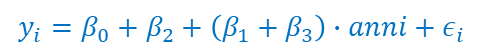 yᵢ = β₀ + β₂ + (β₁ + β₃) · anni + ϵᵢ